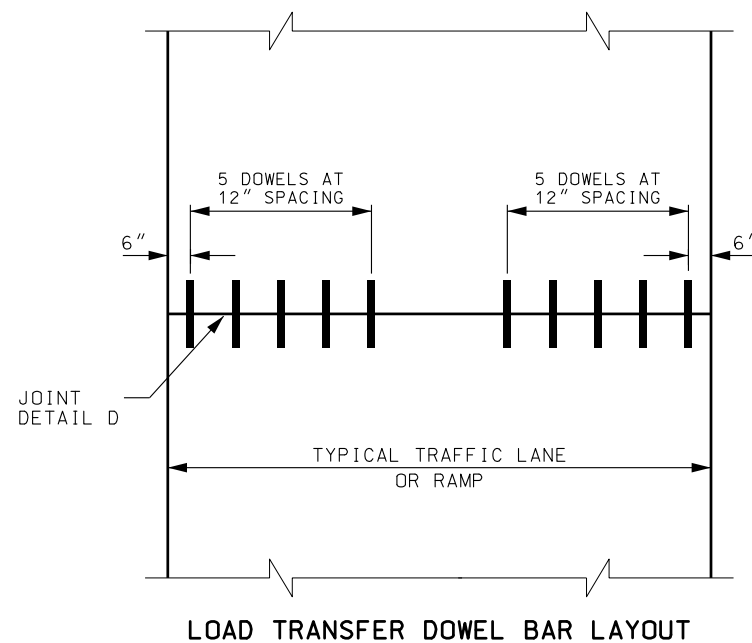 5 DOWELS AT
12" SPACING
5 DOWELS AT
12" SPACING
6"
6"
JOINT
DETAIL D
TYPICAL TRAFFIC LANE
OR RAMP
LOAD TRANSFER DOWEL BAR LAYOUT